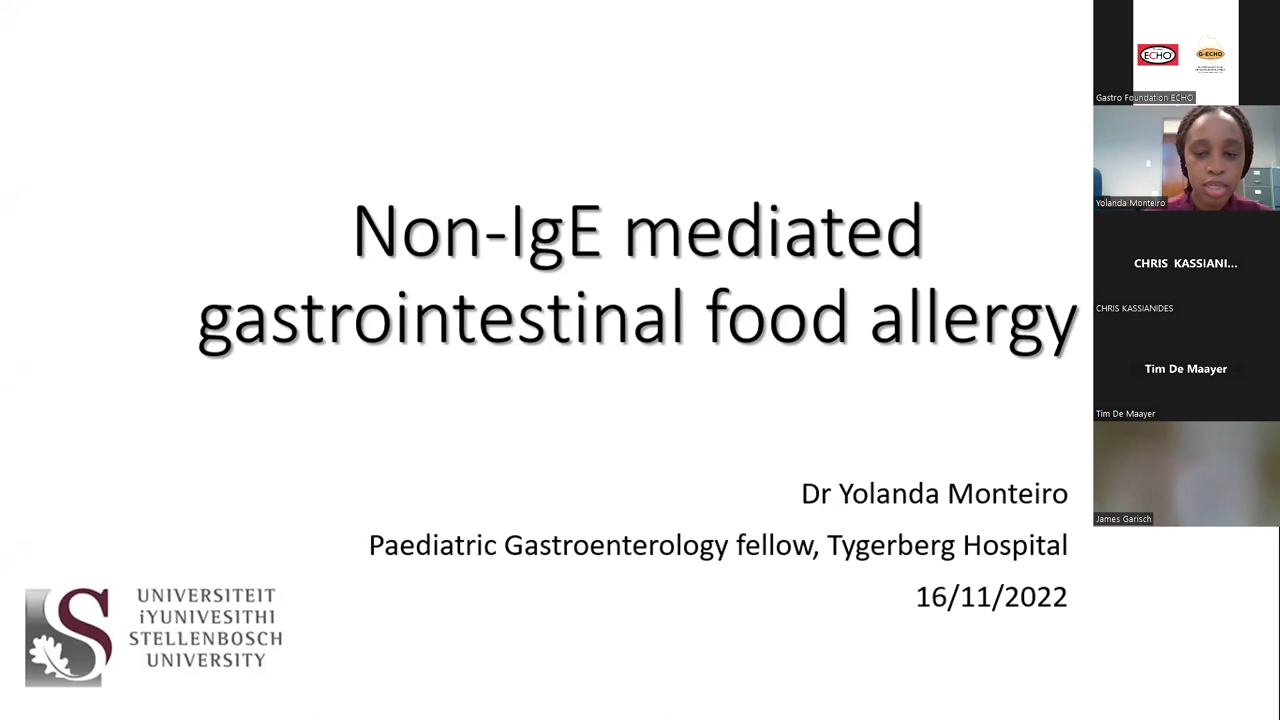 Non-IgE mediated
gastrointestinal food allergy
Dr Yolanda Monteiro
Paediatric Gastroenterology fellow, Tygerberg Hospital
16/11/2022
UNIVERSITEIT
iYUNIVESITHI
STELLENBOSCH
UNIVERSITY
ECHO
G-ECHO
Gastro Foundation ECHO
Yolanda Monteiro
CHRIS KASSIANI...
CHRIS KASSIANIDES
Tim De Maayer
Tim De Maayer
James Garisch